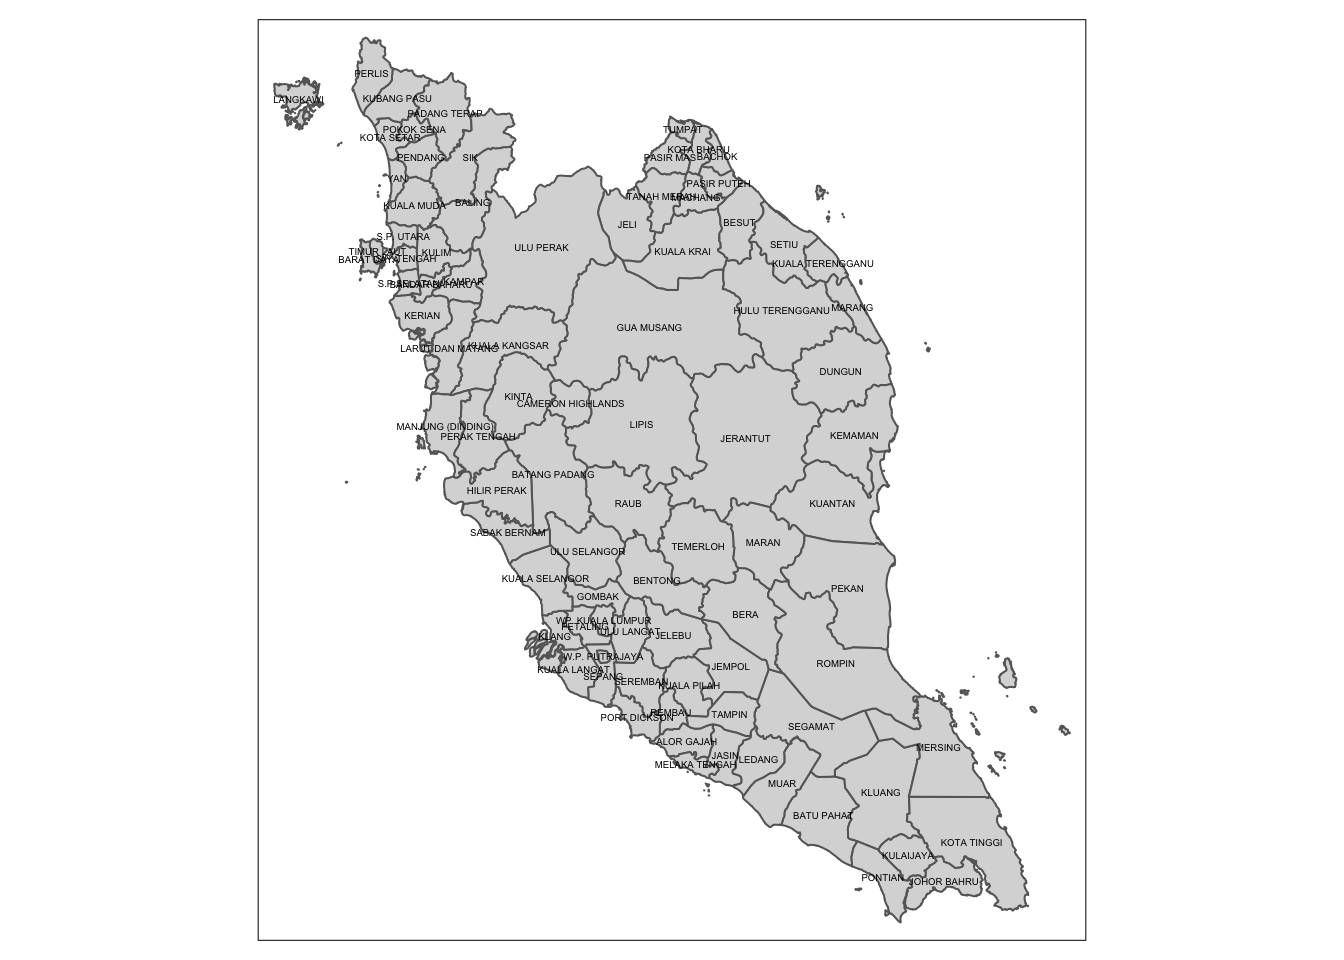 PERLIS
LANGKAWI
KUBANG PASU
PADANG TERAP
POKOK SENA
KOTA SETAR
TUMPAT
KOTA BHARU
PASIR MAS
BACHOK
PENDANG
SIK
YAN
PASIR PUTEH
TANAH MERAH
MACHANG
KUALA MUDA
BALING
JELI
BESUT
S.P. UTARA
ULU PERAK
KUALA KRAI
SETIU
TIMUR LAUT
KULIM
BARAT DAYA
S.P. TENGAH
KUALA TERENGGANU
S.P. SELATAN
BANDAR BAHARU
KAMPAR
KERIAN
HULU TERENGGANU
MARANG
GUA MUSANG
LARUT DAN MATANG
KUALA KANGSAR
DUNGUN
KINTA
CAMERON HIGHLANDS
MANJUNG (DINDING)
PERAK TENGAH
LIPIS
JERANTUT
KEMAMAN
BATANG PADANG
HILIR PERAK
RAUB
KUANTAN
SABAK BERNAM
ULU SELANGOR
TEMERLOH
MARAN
KUALA SELANGOR
BENTONG
PEKAN
GOMBAK
BERA
W.P. KUALA LUMPUR
PETALING
ULU LANGAT
KLANG
JELEBU
W.P. PUTRAJAYA
KUALA LANGAT
SEPANG
SEREMBAN
KUALA PILAH
JEMPOL
ROMPIN
PORT DICKSON
REMBAU
TAMPIN
SEGAMAT
ALOR GAJAH
JASIN
MELAKA TENGAH
LEDANG
MERSING
MUAR
KLUANG
BATU PAHAT
KOTA TINGGI
KULAIJAYA
PONTIAN
JOHOR BAHRU